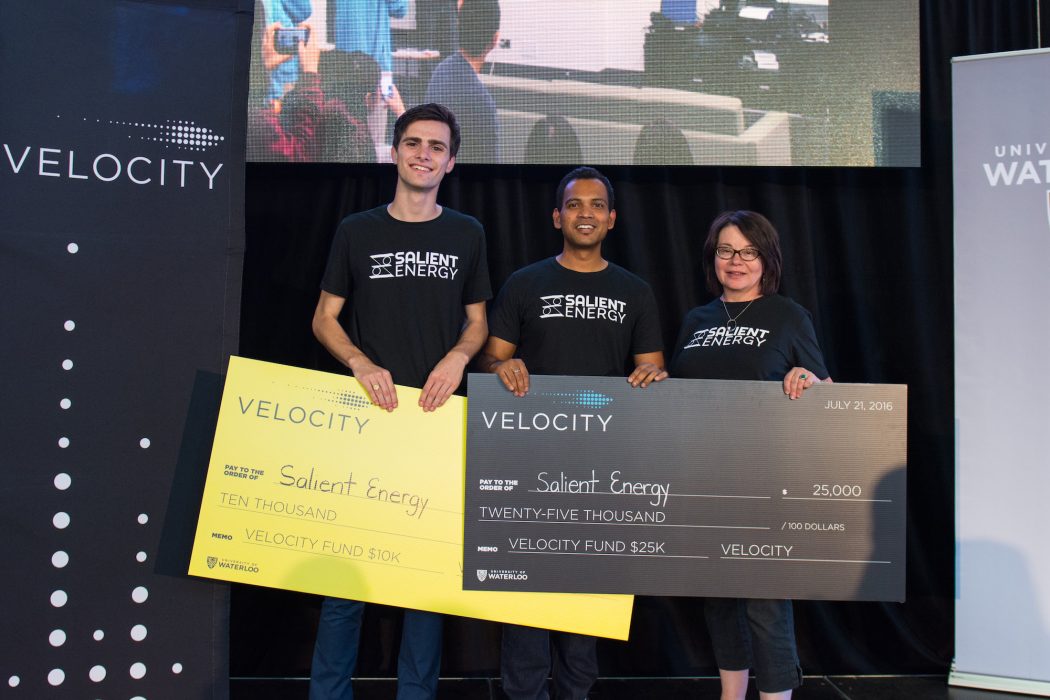 VELOCITY
SALIENT
ENERGY
SALIENT
ENERGY
SALIENT
ENERGY
VELOCITY
PAY TO THE
ORDER OF
Salient Energy
TEN THOUSAND
MEMO VELOCITY FUND $10K
UNIVERSITY OF
WATERLOO
JULY 21, 2016
VELOCITY
PAY TO THE
ORDER OF
Salient Energy $ 25,000
TWENTY-FIVE THOUSAND / 100 DOLLARS
MEMO VELOCITY FUND $25K VELOCITY
UNIVERSITY OF
WATERLOO